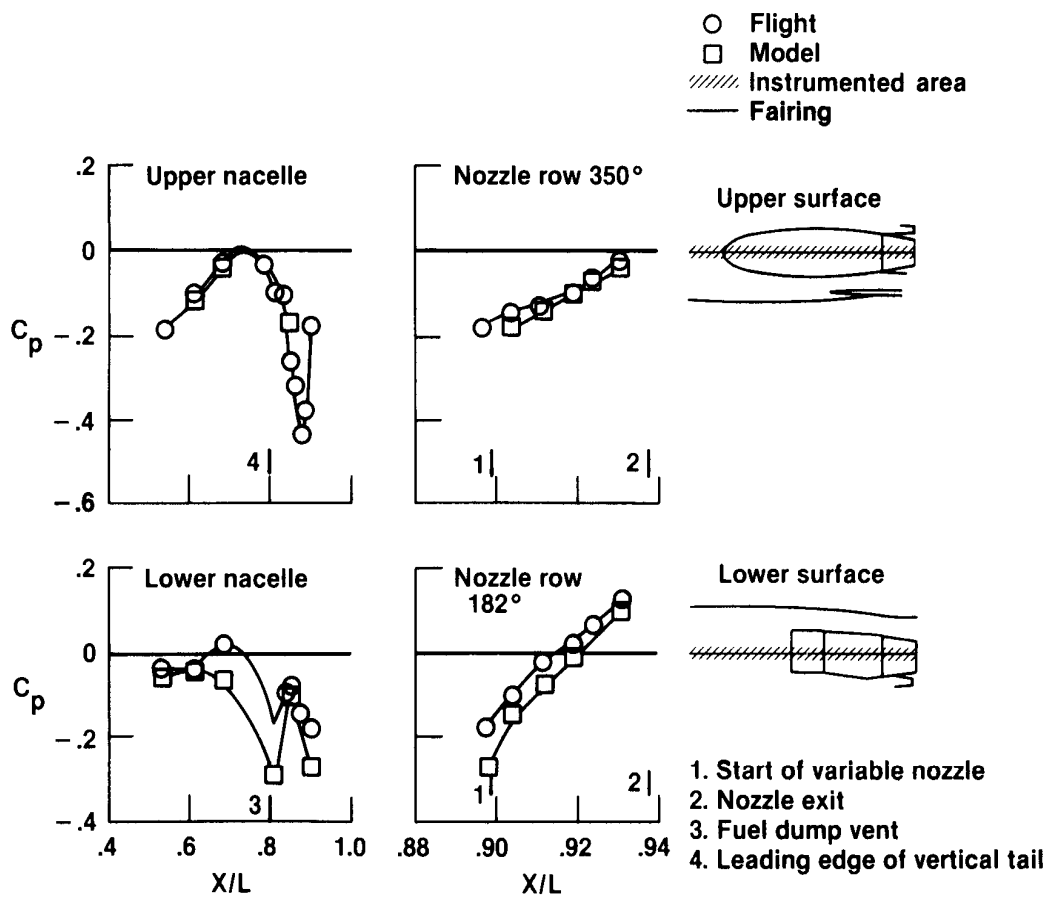 Flight
Model
Instrumented area
Fairing
Upper nacelle
.2
0
C_p -.2
-.4
-.6
4
Nozzle row 350°
1
2
Upper surface
Lower nacelle
.2
0
C_p
-.2
-.4
3
.4 .6 .8 1.0
X/L
Nozzle row
182°
1
2
.88 .90 .92 .94
X/L
Lower surface
1. Start of variable nozzle
2. Nozzle exit
3. Fuel dump vent
4. Leading edge of vertical tail